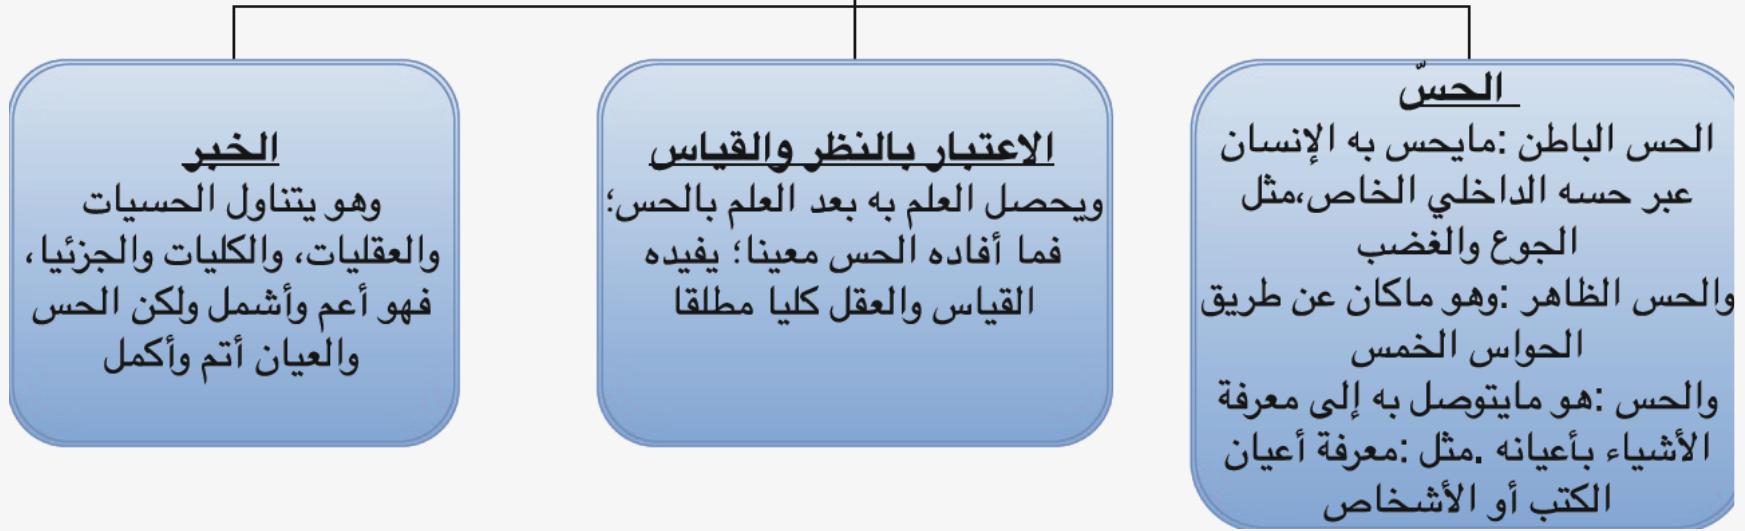 الحسّ
الحس الباطن :مايحس به الإنسان
عبر حسه الداخلي الخاص،مثل
الجوع والغضب
والحس الظاهر :وهو ماكان عن طريق
الحواس الخمس
والحس :هو مايتوصل به إلى معرفة
الأشياء بأعيانه .مثل :معرفة أعيان
الكتب أو الأشخاص
الاعتبار بالنظر والقياس
ويحصل العلم به بعد العلم بالحس؛
فما أفاده الحس معينا؛ يفيده
القياس والعقل كليا مطلقا
الخبر
وهو يتناول الحسيات
والعقليات، والكليات والجزئيا،
فهو أعم وأشمل ولكن الحس
والعيان أتم وأكمل